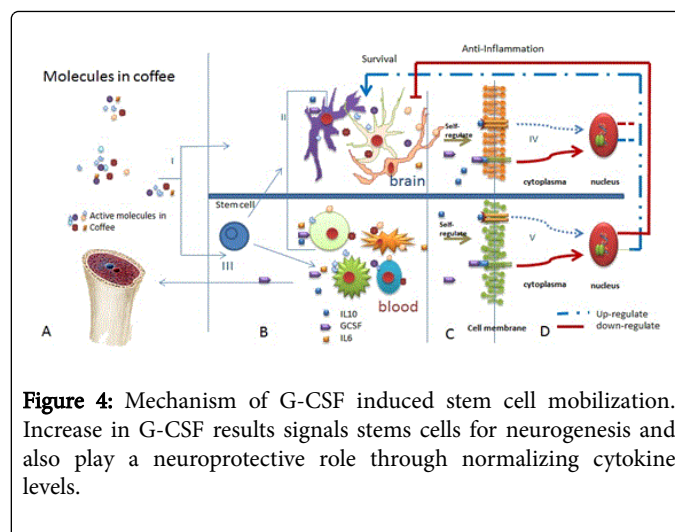 Anti-Inflammation
Survival
Molecules in coffee
I
II
Self-
regulate
IV
brain
cytoplasma
nucleus
Stem cell
Active molecules in
Coffee
III
Self-
regulate
V
blood
cytoplasma
nucleus
IL10
GCSF
IL6
A
B
C
Cell membrane
D
Up-regulate
down-regulate
Figure 4: Mechanism of G-CSF induced stem cell mobilization.
Increase in G-CSF results signals stems cells for neurogenesis and
also play a neuroprotective role through normalizing cytokine
levels.